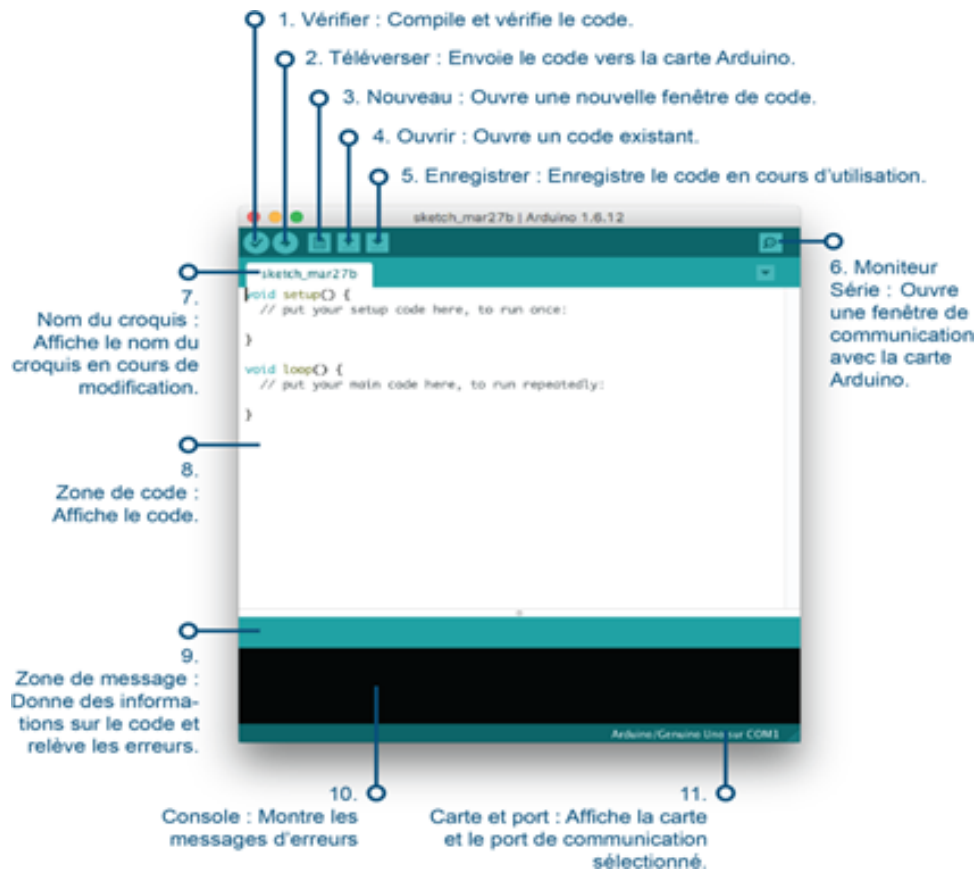 1. Vérifier : Compile et vérifie le code.
2. Téléverser : Envoie le code vers la carte Arduino.
3. Nouveau : Ouvre une nouvelle fenêtre de code.
4. Ouvrir : Ouvre un code existant.
5. Enregistrer : Enregistre le code en cours d'utilisation.
sketch_mar27b | Arduino 1.6.12
6. Moniteur
Série : Ouvre
une fenêtre de
communication
avec la carte
Arduino.
sketch_mar27b
7.
Nom du croquis :
Affiche le nom du
croquis en cours de
modification.
void setup() {
// put your setup code here, to run once:
}
void loop() {
// put your main code here, to run repeatedly:
}
8.
Zone de code :
Affiche le code.
9.
Zone de message :
Donne des informa-
tions sur le code et
relève les erreurs.
Arduino/Genuino Uno sur COM1
10.
Console : Montre les
messages d'erreurs
11.
Carte et port : Affiche la carte
et le port de communication
sélectionné.